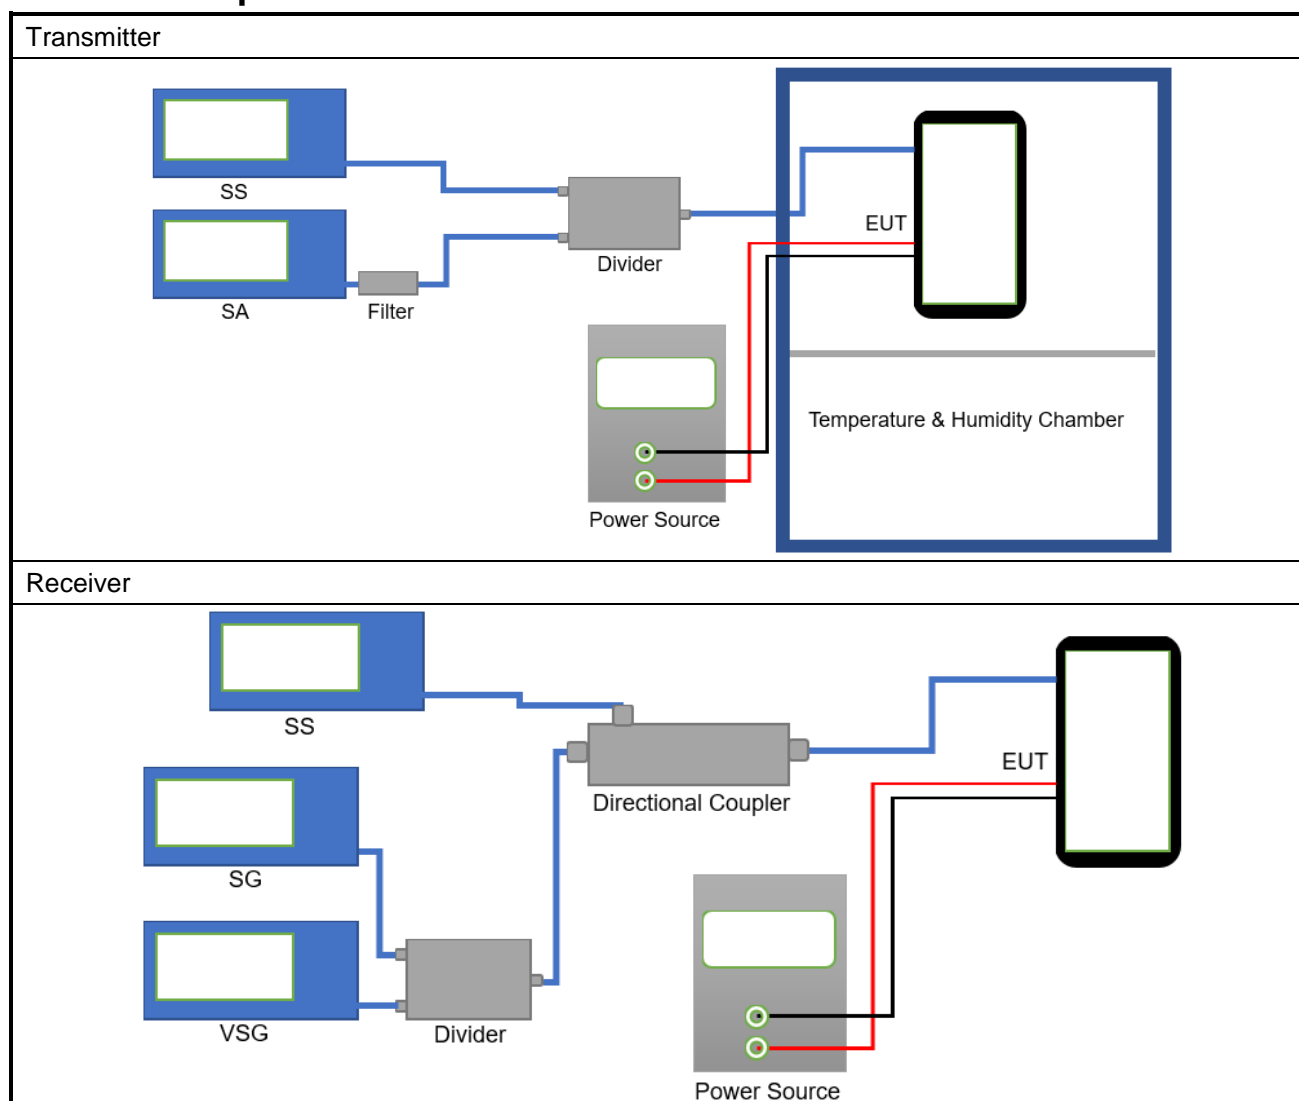 Transmitter
SS
EUT
Divider
SA
Filter
Temperature & Humidity Chamber
Power Source
Receiver
SS
EUT
Directional Coupler
SG
VSG
Divider
Power Source